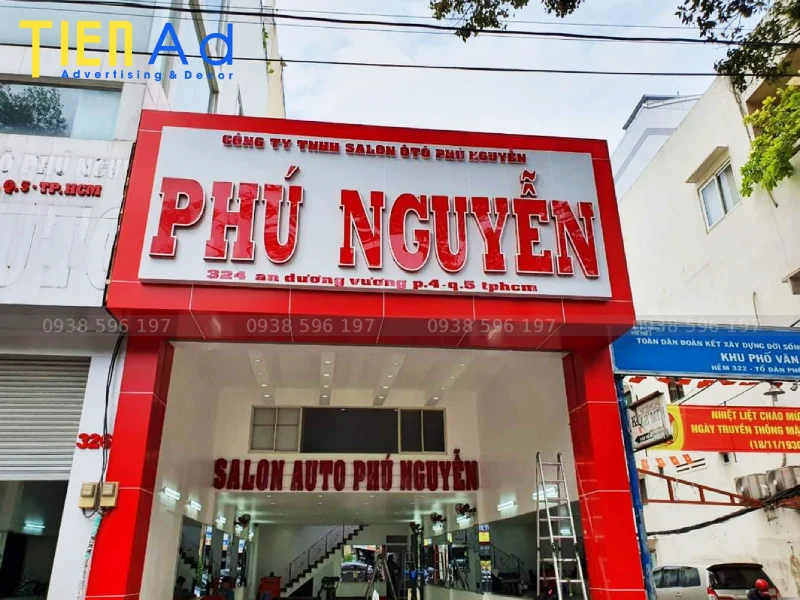 TIEN Ad
Advertising & Decor
CÔNG TY TNHH SALON ÔTÔ PHÚ NGUYỄN
PHÚ NGUYỄN
324 an dương vương p.4-q.5 tphcm
PHÚ NGU
Q.5-TP.HCM
0938 596 197
0938 596 197
0938 596 197
0938 596 197
TOÀN DÂN ĐOÀN KẾT XÂY DỰNG ĐỜI SỐNG
KHU PHỐ VĂN
HẺM 322 - TỔ DÂN PHỐ
NHIỆT LIỆT CHÀO MỪ
NGÀY TRUYỀN THỐNG MẶ
(18/11/1930
326
SALON AUTO PHÚ NGUYỄN